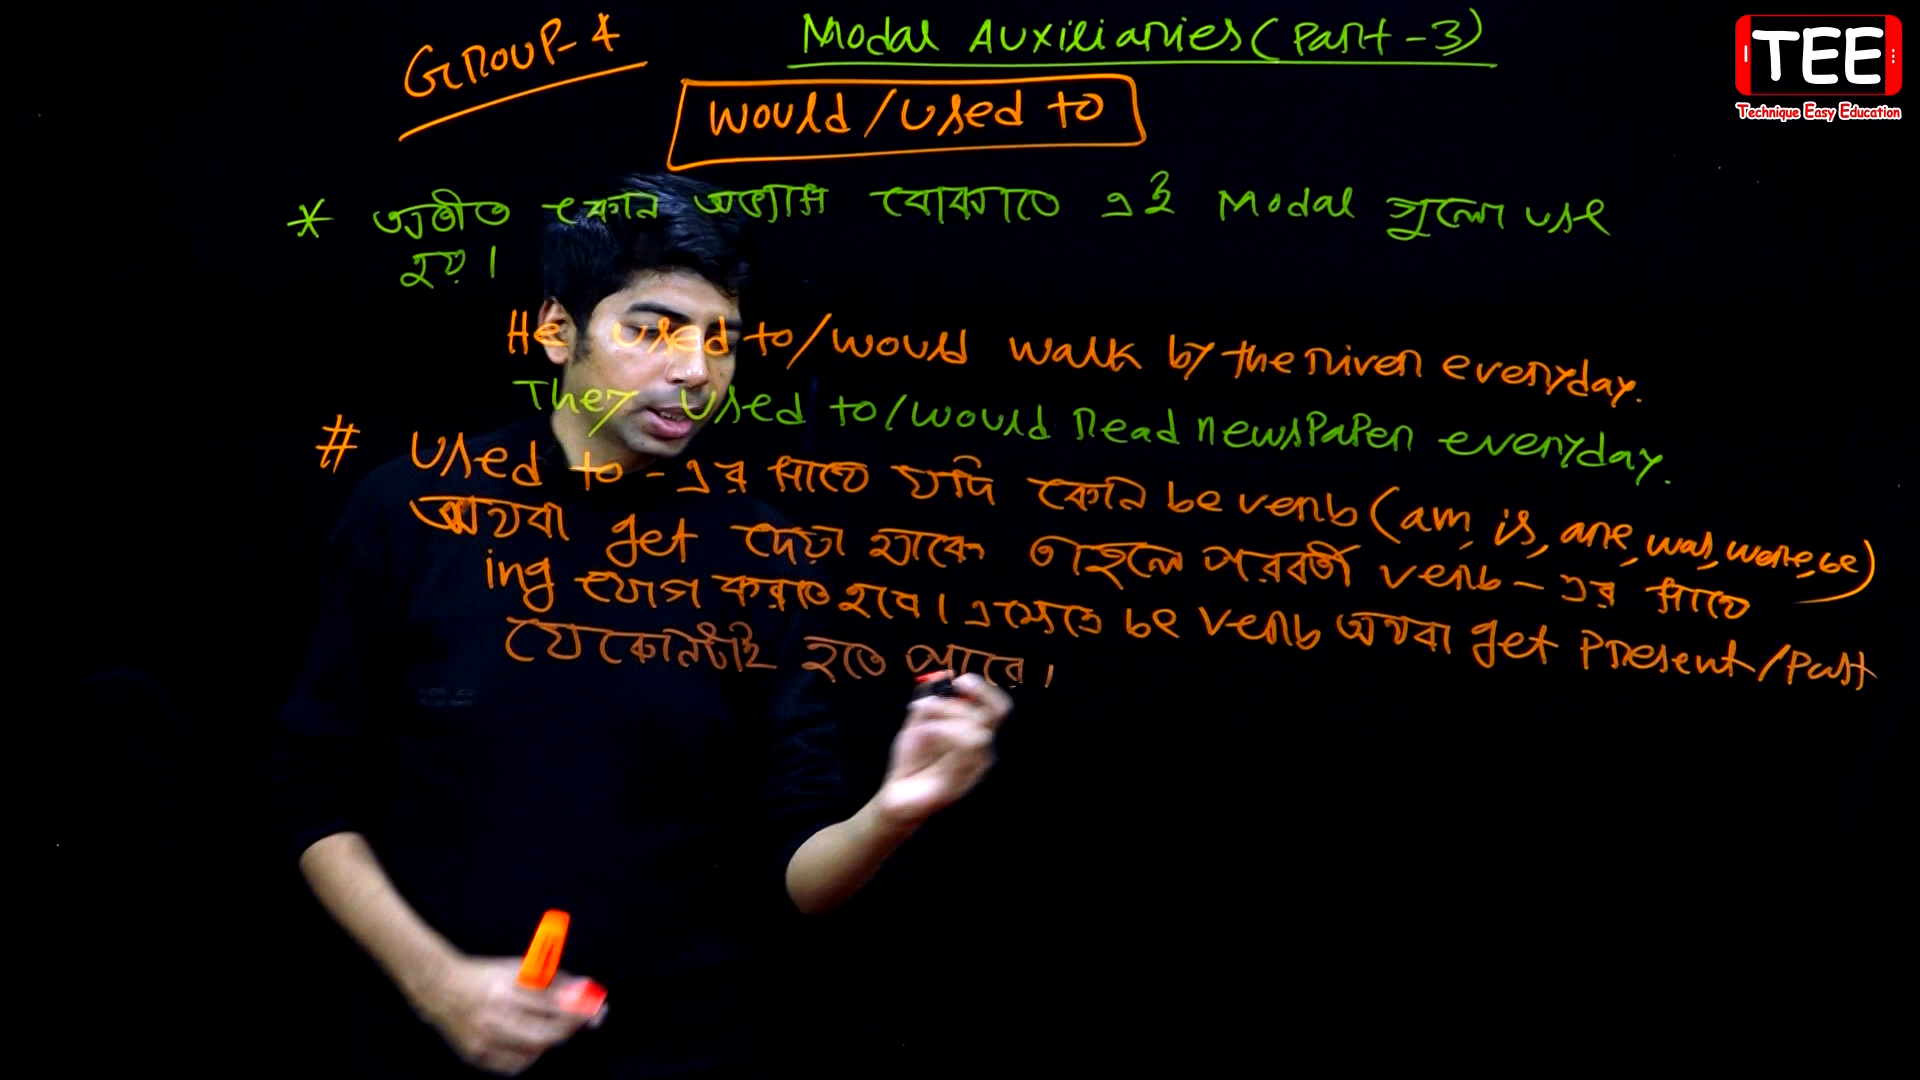 GROUP-4
Modal Auxiliaries (Part-3)
TEE
Technique Easy Education
would/used to
* অতীত কোন অভ্যাস বোঝাতে এই Modal গুলো use
হয়।
He used to/would walk by the river everyday.
They used to/would read newspaper everyday.
# used to-এর সাথে যদি কোন be verb (am, is, are, was, were, be)
অথবা get দেয়া থাকে তাহলে পরবর্তী verb-এর সাথে
ing যোগ করতে হবে। এক্ষেত্রে be verb অথবা get present/past
যে কোনটাই হতে পারে।